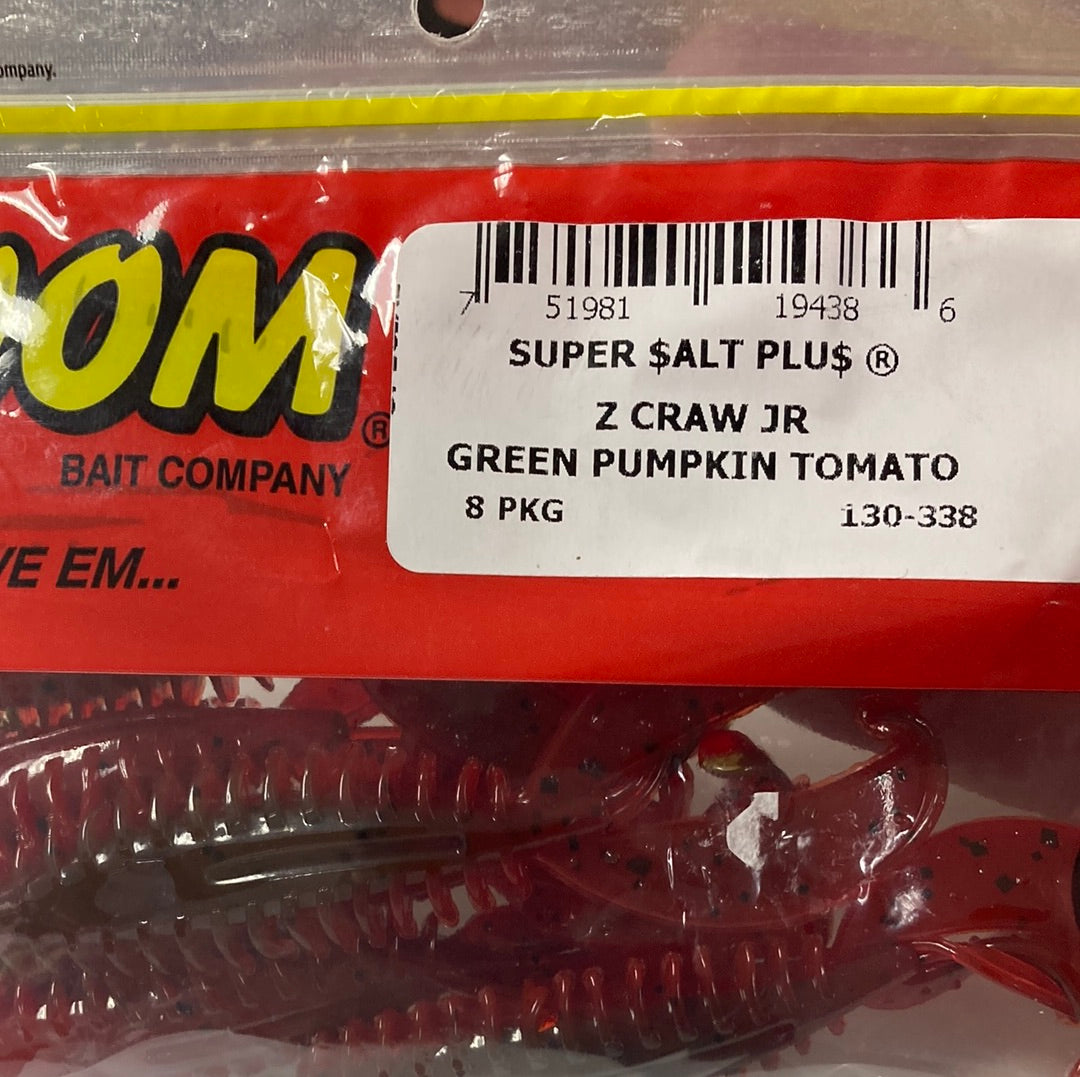 ompany.
OOM®
BAIT COMPANY
VE EM...
7 51981 19438 6
SUPER $ALT PLU$ ®
Z CRAW JR
GREEN PUMPKIN TOMATO
8 PKG 130-338